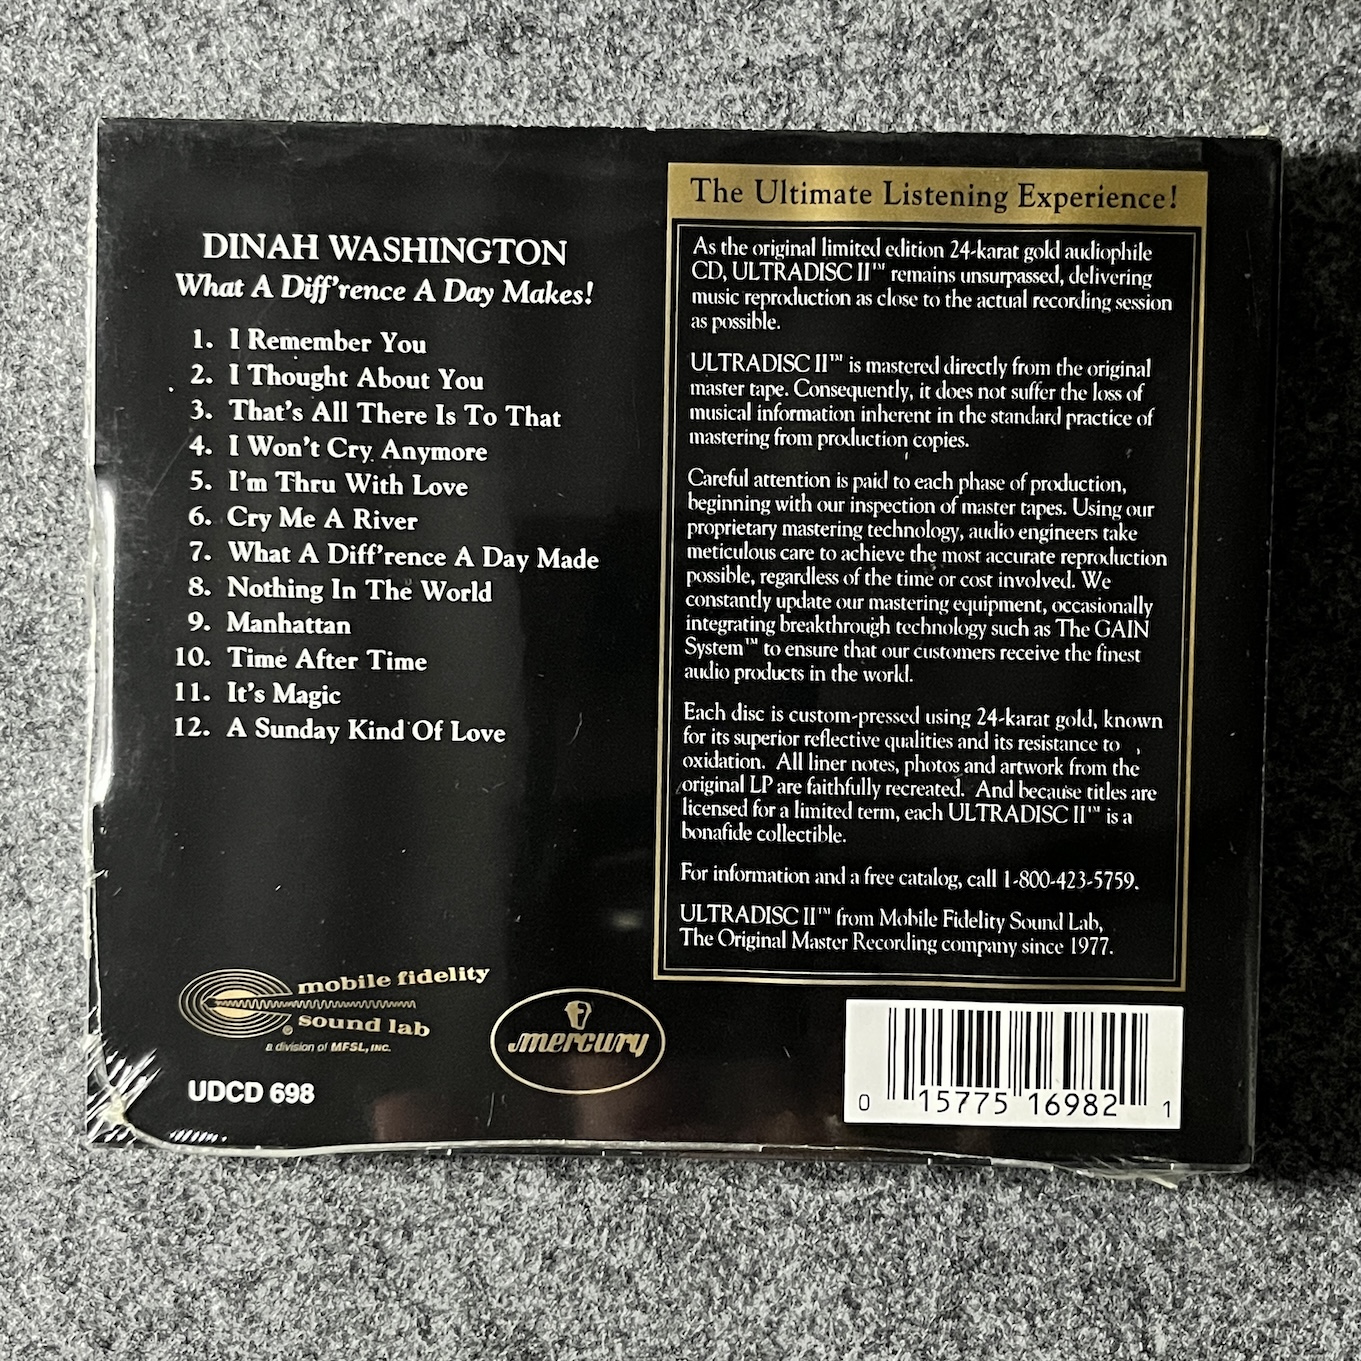 DINAH WASHINGTON
What A Diff'rence A Day Makes!
1. I Remember You
2. I Thought About You
3. That's All There Is To That
4. I Won't Cry Anymore
5. I'm Thru With Love
6. Cry Me A River
7. What A Diff'rence A Day Made
8. Nothing In The World
9. Manhattan
10. Time After Time
11. It's Magic
12. A Sunday Kind Of Love
mobile fidelity
sound lab
®
a division of MFSL, INC.
UDCD 698
mercury
The Ultimate Listening Experience!
As the original limited edition 24-karat gold audiophile
CD, ULTRADISC II™ remains unsurpassed, delivering
music reproduction as close to the actual recording session
as possible.
ULTRADISC II™ is mastered directly from the original
master tape. Consequently, it does not suffer the loss of
musical information inherent in the standard practice of
mastering from production copies.
Careful attention is paid to each phase of production,
beginning with our inspection of master tapes. Using our
proprietary mastering technology, audio engineers take
meticulous care to achieve the most accurate reproduction
possible, regardless of the time or cost involved. We
constantly update our mastering equipment, occasionally
integrating breakthrough technology such as The GAIN
System™ to ensure that our customers receive the finest
audio products in the world.
Each disc is custom-pressed using 24-karat gold, known
for its superior reflective qualities and its resistance to
oxidation. All liner notes, photos and artwork from the
original LP are faithfully recreated. And because titles are
licensed for a limited term, each ULTRADISC II™ is a
bonafide collectible.
For information and a free catalog, call 1-800-423-5759.
ULTRADISC II™ from Mobile Fidelity Sound Lab,
The Original Master Recording company since 1977.
0 15775 16982 1